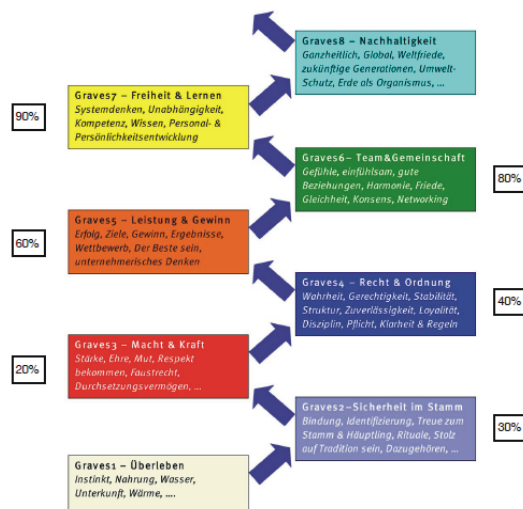 Graves8 – Nachhaltigkeit
Ganzheitlich, Global, Weltfriede,
zukünftige Generationen, Umwelt-
Schutz, Erde als Organismus, ...
90%
Graves7 – Freiheit & Lernen
Systemdenken, Unabhängigkeit,
Kompetenz, Wissen, Personal- &
Persönlichkeitsentwicklung
Graves6– Team&Gemeinschaft
Gefühle, einfühlsam, gute
Beziehungen, Harmonie, Friede,
Gleichheit, Konsens, Networking
80%
60%
Graves5 – Leistung & Gewinn
Erfolg, Ziele, Gewinn, Ergebnisse,
Wettbewerb, Der Beste sein,
unternehmerisches Denken
Graves4 – Recht & Ordnung
Wahrheit, Gerechtigkeit, Stabilität,
Struktur, Zuverlässigkeit, Loyalität,
Disziplin, Pflicht, Klarheit & Regeln
40%
20%
Graves3 – Macht & Kraft
Stärke, Ehre, Mut, Respekt
bekommen, Faustrecht,
Durchsetzungsvermögen, ...
Graves2–Sicherheit im Stamm
Bindung, Identifizierung, Treue zum
Stamm & Häuptling, Rituale, Stolz
auf Tradition sein, Dazugehören, ...
30%
Graves1 – Überleben
Instinkt, Nahrung, Wasser,
Unterkunft, Wärme, ....